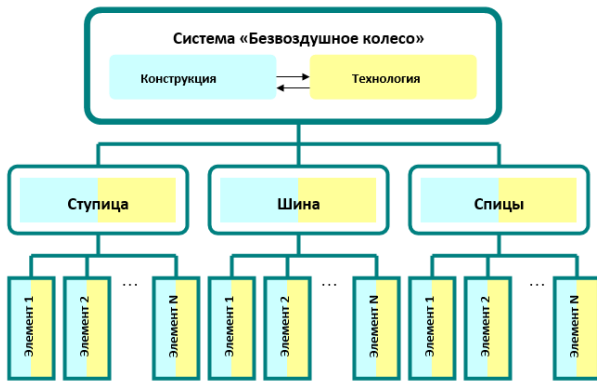 Система «Безвоздушное колесо»
Конструкция
Технология
Ступица
Шина
Спицы
Элемент 1
Элемент 2
...
Элемент N
Элемент 1
Элемент 2
...
Элемент N
Элемент 1
Элемент 2
...
Элемент N